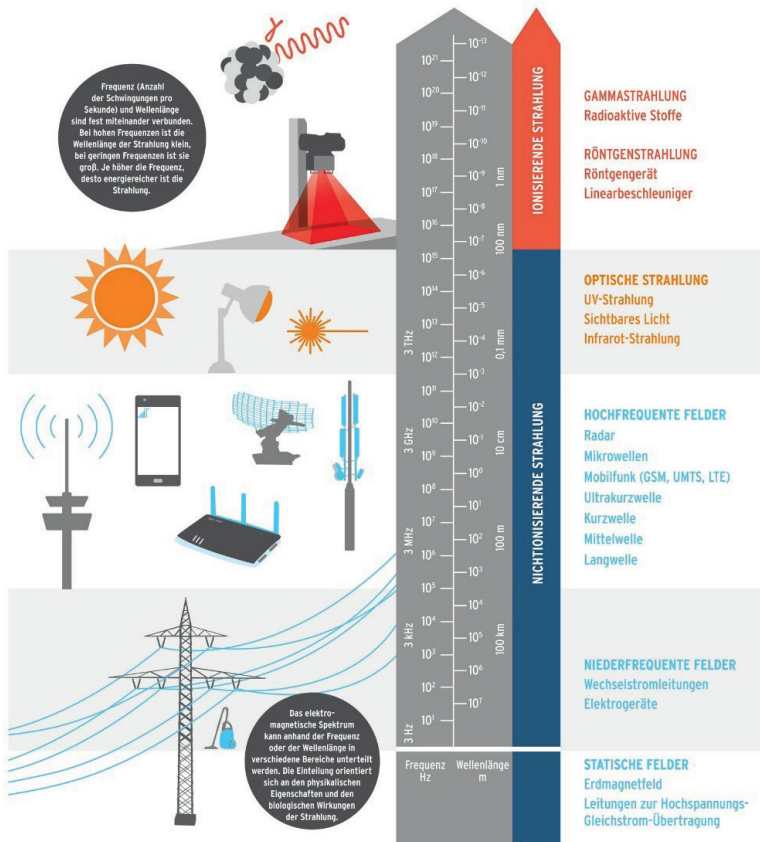 Frequenz (Anzahl
der Schwingungen pro
Sekunde) und Wellenlänge
sind fest miteinander verbunden.
Bei hohen Frequenzen ist die
Wellenlänge der Strahlung klein,
bei geringen Frequenzen ist sie
groß. Je höher die Frequenz,
desto energiereicher ist die
Strahlung.
γ
10²¹
10²⁰
10¹⁹
10¹⁸
10¹⁷
10¹⁶
10¹⁵
10¹⁴
10¹³
3 THz
10¹²
10¹¹
10¹⁰
3 GHz
10⁹
10⁸
10⁷
3 MHz
10⁶
10⁵
10⁴
3 kHz
10³
10²
10¹
3 Hz
Frequenz
Hz
10⁻¹³
10⁻¹²
10⁻¹¹
10⁻¹⁰
10⁻⁹
1 nm
10⁻⁸
10⁻⁷
100 nm
10⁻⁶
10⁻⁵
10⁻⁴
0,1 mm
10⁻³
10⁻²
10⁻¹
10 cm
10⁰
10¹
10²
100 m
10³
10⁴
10⁵
100 km
10⁶
10⁷
Wellenlänge
m
IONISIERENDE STRAHLUNG
NICHTIONISIERENDE STRAHLUNG
GAMMASTRAHLUNG
Radioaktive Stoffe
RÖNTGENSTRAHLUNG
Röntgengerät
Linearbeschleuniger
OPTISCHE STRAHLUNG
UV-Strahlung
Sichtbares Licht
Infrarot-Strahlung
HOCHFREQUENTE FELDER
Radar
Mikrowellen
Mobilfunk (GSM, UMTS, LTE)
Ultrakurzwelle
Kurzwelle
Mittelwelle
Langwelle
NIEDERFREQUENTE FELDER
Wechselstromleitungen
Elektrogeräte
STATISCHE FELDER
Erdmagnetfeld
Leitungen zur Hochspannungs-
Gleichstrom-Übertragung
Das elektro-
magnetische Spektrum
kann anhand der Frequenz
oder der Wellenlänge in
verschiedene Bereiche unterteilt
werden. Die Einteilung orientiert
sich an den physikalischen
Eigenschaften und den
biologischen Wirkungen
der Strahlung.